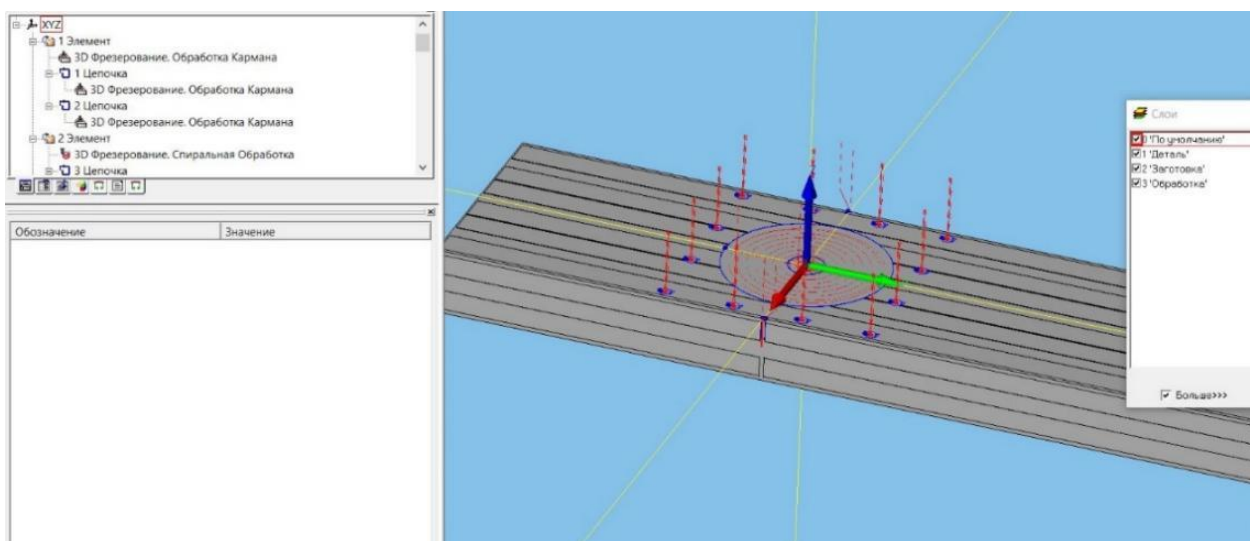 XYZ
1 Элемент
3D Фрезерование. Обработка Кармана
1 Цепочка
3D Фрезерование. Обработка Кармана
2 Цепочка
3D Фрезерование. Обработка Кармана
2 Элемент
3D Фрезерование. Спиральная Обработка
3 Цепочка
Обозначение Значение
Слои
0 'По умолчанию'
1 'Деталь'
2 'Заготовка'
3 'Обработка'
Больше>>>